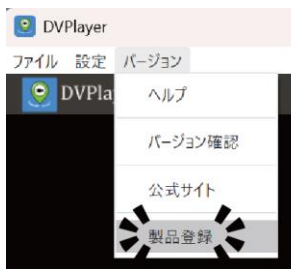 DVPlayer
ファイル 設定 バージョン
DVPla
ヘルプ
バージョン確認
公式サイト
製品登録